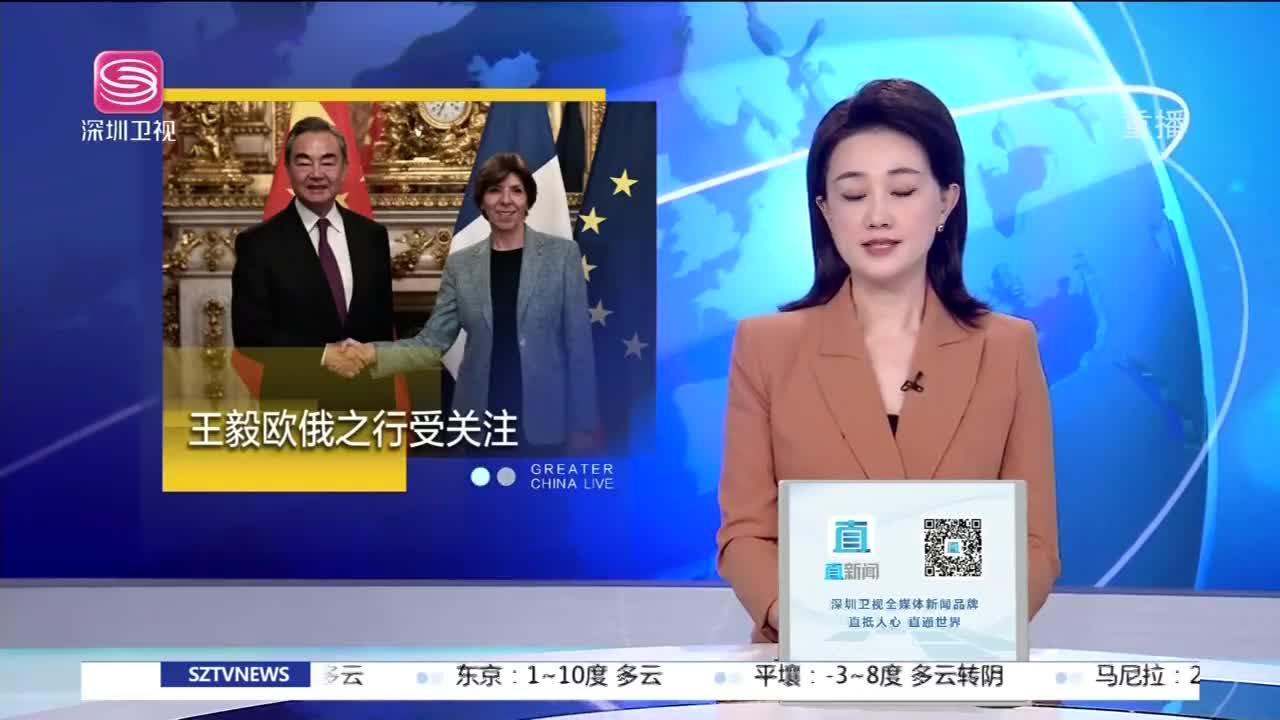 深圳卫视
重播
王毅欧俄之行受关注
GREATER
CHINA LIVE
直
直新闻
深圳卫视全媒体新闻品牌
直抵人心 直通世界
SZTVNEWS
多云 东京：1~10度 多云 平壤：-3~8度 多云转阴 马尼拉：2